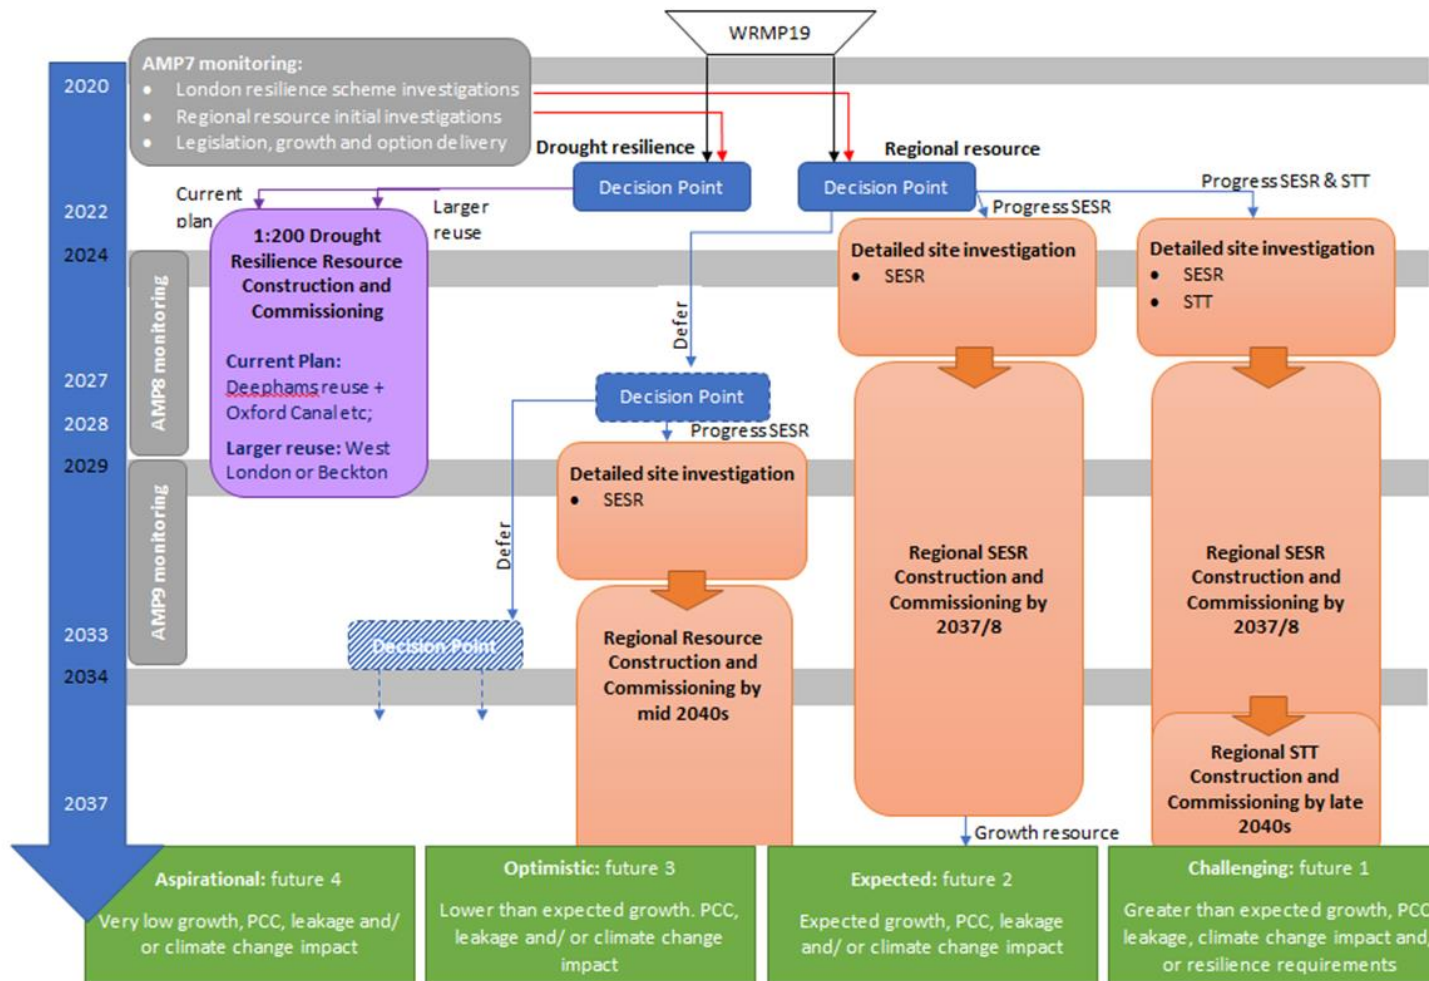 WRMP19
AMP7 monitoring:
• London resilience scheme investigations
• Regional resource initial investigations
• Legislation, growth and option delivery
2020
2022
2024
2027
2028
2029
2033
2034
2037
Drought resilience
Decision Point
Regional resource
Decision Point
Current
plan
Larger
reuse
Progress SESR
Progress SESR & STT
AMP8 monitoring
AMP9 monitoring
1:200 Drought
Resilience Resource
Construction and
Commissioning
Current Plan:
Deephams reuse +
Oxford Canal etc;
Larger reuse: West
London or Beckton
Defer
Decision Point
Progress SESR
Defer
Decision Point
Detailed site investigation
• SESR
Regional Resource
Construction and
Commissioning by
mid 2040s
Detailed site investigation
• SESR
Regional SESR
Construction and
Commissioning by
2037/8
Growth resource
Detailed site investigation
• SESR
• STT
Regional SESR
Construction and
Commissioning by
2037/8
Regional STT
Construction and
Commissioning by late
2040s
Aspirational: future 4
Very low growth, PCC, leakage and/
or climate change impact
Optimistic: future 3
Lower than expected growth. PCC,
leakage and/ or climate change
impact
Expected: future 2
Expected growth, PCC, leakage
and/ or climate change impact
Challenging: future 1
Greater than expected growth, PCC
leakage, climate change impact and/
or resilience requirements